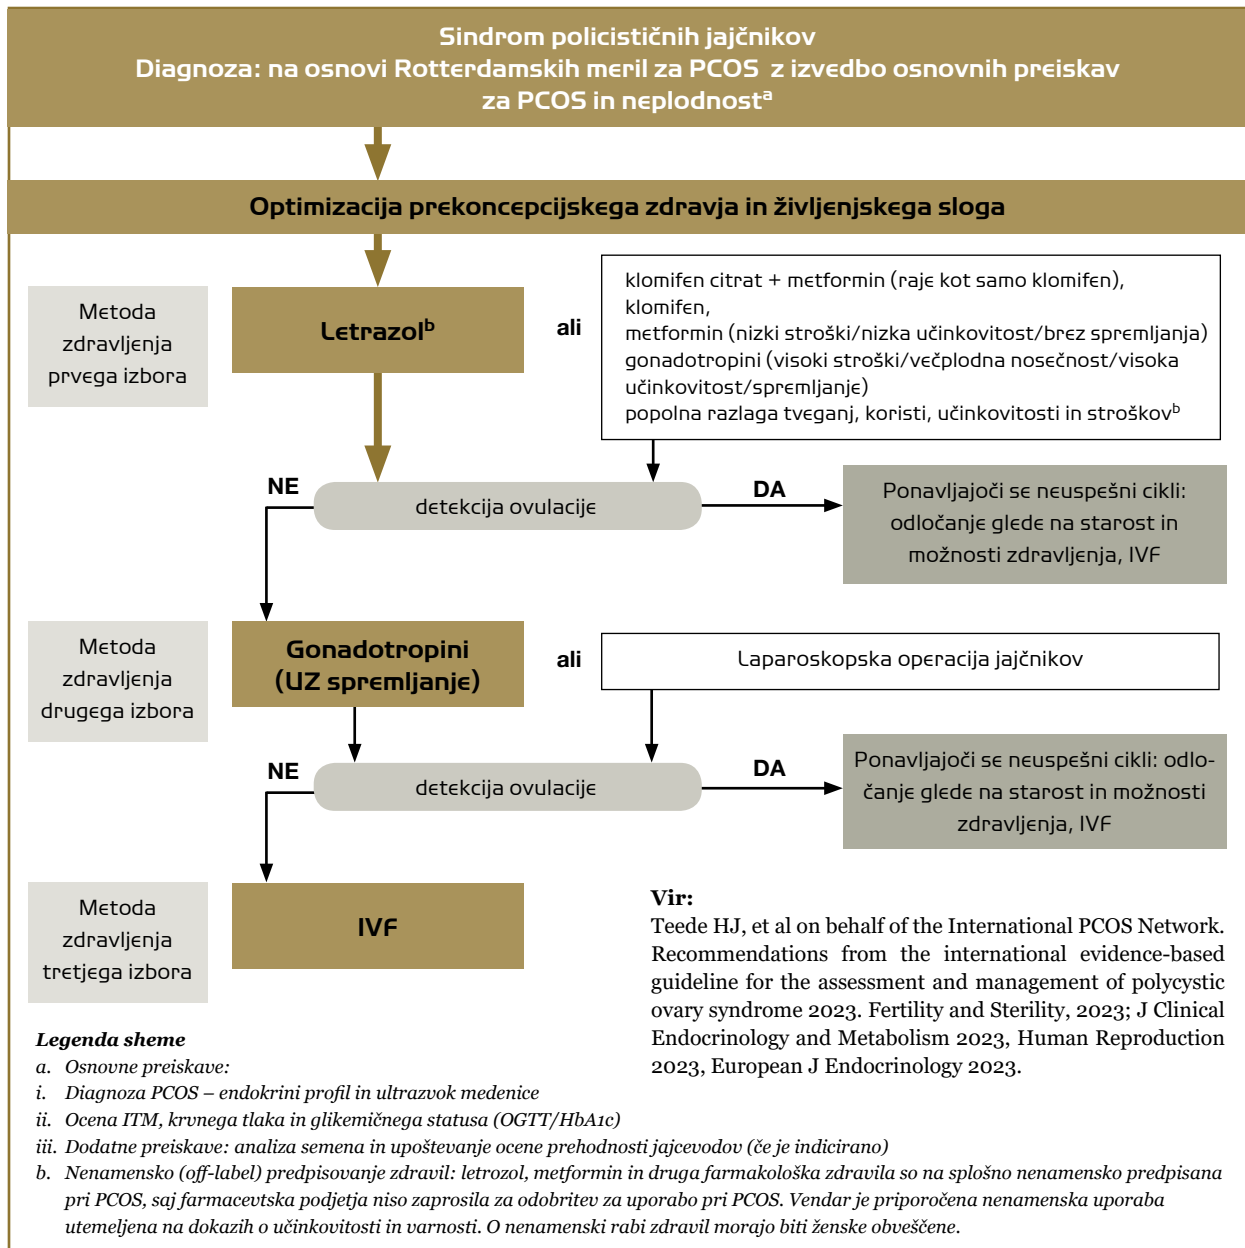 Sindrom policističnih jajčnikov
Diagnoza: na osnovi Rotterdamskih meril za PCOS z izvedbo osnovnih preiskav
za PCOS in neplodnostᵃ
Optimizacija prekoncepcijskega zdravja in življenjskega sloga
Metoda
zdravljenja
prvega izbora
Letrazolᵇ
ali
klomifen citrat + metformin (raje kot samo klomifen),
klomifen,
metformin (nizki stroški/nizka učinkovitost/brez spremljanja)
gonadotropini (visoki stroški/večplodna nosečnost/visoka
učinkovitost/spremljanje)
popolna razlaga tveganj, koristi, učinkovitosti in stroškovᵇ
NE
detekcija ovulacije
DA
Ponavljajoči se neuspešni cikli:
odločanje glede na starost in
možnosti zdravljenja, IVF
Metoda
zdravljenja
drugega izbora
Gonadotropini
(UZ spremljanje)
ali
Laparoskopska operacija jajčnikov
NE
detekcija ovulacije
DA
Ponavljajoči se neuspešni cikli: odlo-
čanje glede na starost in možnosti
zdravljenja, IVF
Metoda
zdravljenja
tretjega izbora
IVF
Vir:
Teede HJ, et al on behalf of the International PCOS Network.
Recommendations from the international evidence-based
guideline for the assessment and management of polycystic
ovary syndrome 2023. Fertility and Sterility, 2023; J Clinical
Endocrinology and Metabolism 2023, Human Reproduction
2023, European J Endocrinology 2023.
Legenda sheme
a. Osnovne preiskave:
i. Diagnoza PCOS – endokrini profil in ultrazvok medenice
ii. Ocena ITM, krvnega tlaka in glikemičnega statusa (OGTT/HbA1c)
iii. Dodatne preiskave: analiza semena in upoštevanje ocene prehodnosti jajcevodov (če je indicirano)
b. Nenamensko (off-label) predpisovanje zdravil: letrozol, metformin in druga farmakološka zdravila so na splošno nenamensko predpisana
pri PCOS, saj farmacevtska podjetja niso zaprosila za odobritev za uporabo pri PCOS. Vendar je priporočena nenamenska uporaba
utemeljena na dokazih o učinkovitosti in varnosti. O nenamenski rabi zdravil morajo biti ženske obveščene.